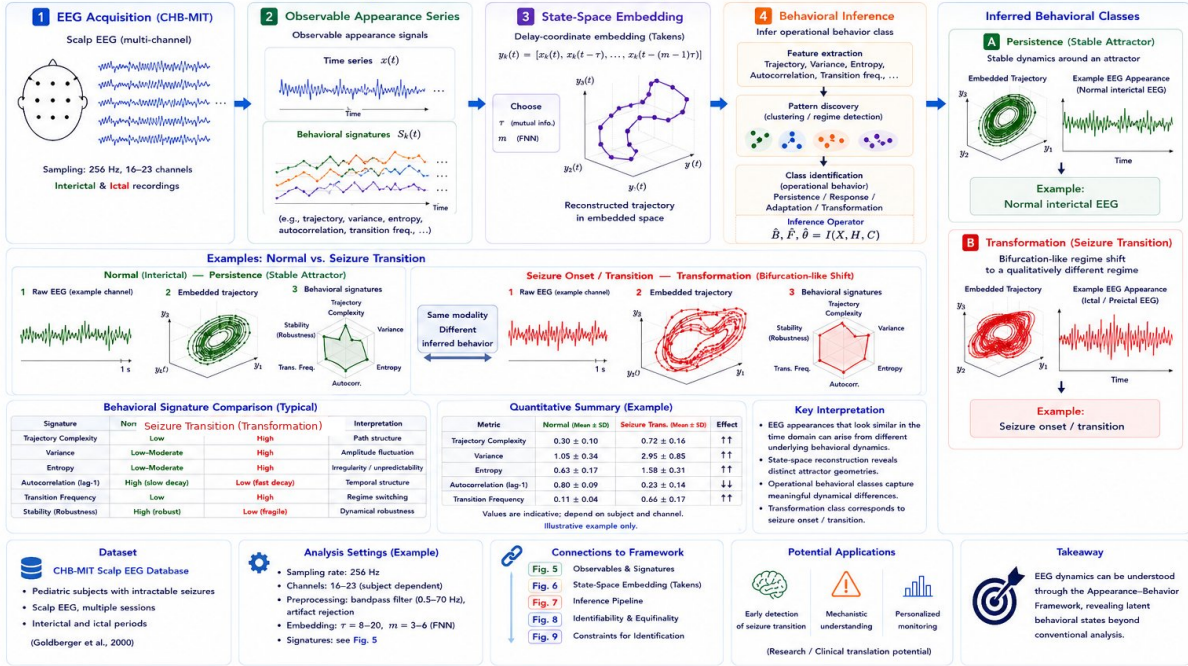 1 EEG Acquisition (CHB-MIT)
Scalp EEG (multi-channel)
Sampling: 256 Hz, 16–23 channels
Interictal & Ictal recordings
2 Observable Appearance Series
Observable appearance signals
Time series x(t)
Time
Behavioral signatures Sₖ(t)
Time
(e.g., trajectory, variance, entropy,
autocorrelation, transition freq., ...)
3 State-Space Embedding
Delay-coordinate embedding (Takens)
yₖ(t) = [xₖ(t), xₖ(t−τ), ..., xₖ(t−(m−1)τ)]
Choose
τ (mutual info.)
m (FNN)
y₃(t)
y₂(t)
y (t)
Reconstructed trajectory
in embedded space
4 Behavioral Inference
Infer operational behavior class
Feature extraction
Trajectory, Variance, Entropy,
Autocorrelation, Transition freq., ...
Pattern discovery
(clustering / regime detection)
Class identification
(operational behavior)
Persistence / Response /
Adaptation / Transformation
Inference Operator
B̂, F̂, θ̂ = I(X, H, C)
Inferred Behavioral Classes
A Persistence (Stable Attractor)
Stable dynamics around an attractor
Embedded Trajectory
Example EEG Appearance
(Normal interictal EEG)
y₃
y₂
y₁
Time
Example:
Normal interictal EEG
B Transformation (Seizure Transition)
Bifurcation-like regime shift
to a qualitatively different regime
Embedded Trajectory
Example EEG Appearance
(Ictal / Preictal EEG)
y₃
y₂
y₁
Time
Example:
Seizure onset / transition
Examples: Normal vs. Seizure Transition
Normal (Interictal) — Persistence (Stable Attractor)
1 Raw EEG (example channel)
1 s
2 Embedded trajectory
y₃
y₁
3 Behavioral signatures
Trajectory
Complexity
Variance
Entropy
Autocorr.
Trans. Freq.
Stability
(Robustness)
Same modality
Different
inferred behavior
Seizure Onset / Transition — Transformation (Bifurcation-like Shift)
1 Raw EEG (example channel)
1 s
2 Embedded trajectory
y₃
y₁
3 Behavioral signatures
Trajectory
Complexity
Variance
Entropy
Autocorr.
Trans. Freq.
Stability
(Robustness)
Behavioral Signature Comparison (Typical)
Signature Seizure Transition (Transformation) Interpretation
Trajectory Complexity Low High Path structure
Variance Low–Moderate High Amplitude fluctuation
Entropy Low–Moderate High Irregularity / unpredictability
Autocorrelation (lag-1) High (slow decay) Low (fast decay) Temporal structure
Transition Frequency Low High Regime switching
Stability (Robustness) High (robust) Low (fragile) Dynamical robustness
Quantitative Summary (Example)
Metric Normal (Mean ± SD) Seizure Trans. (Mean ± SD) Effect
Trajectory Complexity 0.30 ± 0.10 0.72 ± 0.16 ↑↑
Variance 1.05 ± 0.34 2.95 ± 0.85 ↑↑
Entropy 0.63 ± 0.17 1.58 ± 0.31 ↑↑
Autocorrelation (lag-1) 0.80 ± 0.09 0.23 ± 0.14 ↓↓
Transition Frequency 0.11 ± 0.04 0.66 ± 0.17 ↑↑
Values are indicative; depend on subject and channel.
Illustrative example only.
Key Interpretation
• EEG appearances that look similar in the
time domain can arise from different
underlying behavioral dynamics.
• State-space reconstruction reveals
distinct attractor geometries.
• Operational behavioral classes capture
meaningful dynamical differences.
• Transformation class corresponds to
seizure onset / transition.
Dataset
CHB-MIT Scalp EEG Database
• Pediatric subjects with intractable seizures
• Scalp EEG, multiple sessions
• Interictal and ictal periods
(Goldberger et al., 2000)
Analysis Settings (Example)
• Sampling rate: 256 Hz
• Channels: 16–23 (subject dependent)
• Preprocessing: bandpass filter (0.5–70 Hz),
artifact rejection
• Embedding: τ = 8–20, m = 3–6 (FNN)
• Signatures: see Fig. 5
Connections to Framework
Fig. 5 Observables & Signatures
Fig. 6 State-Space Embedding (Takens)
Fig. 7 Inference Pipeline
Fig. 8 Identifiability & Equifinality
Fig. 9 Constraints for Identification
Potential Applications
Early detection
of seizure transition
Mechanistic
understanding
Personalized
monitoring
(Research / Clinical translation potential)
Takeaway
EEG dynamics can be understood
through the Appearance–Behavior
Framework, revealing latent
behavioral states beyond
conventional analysis.